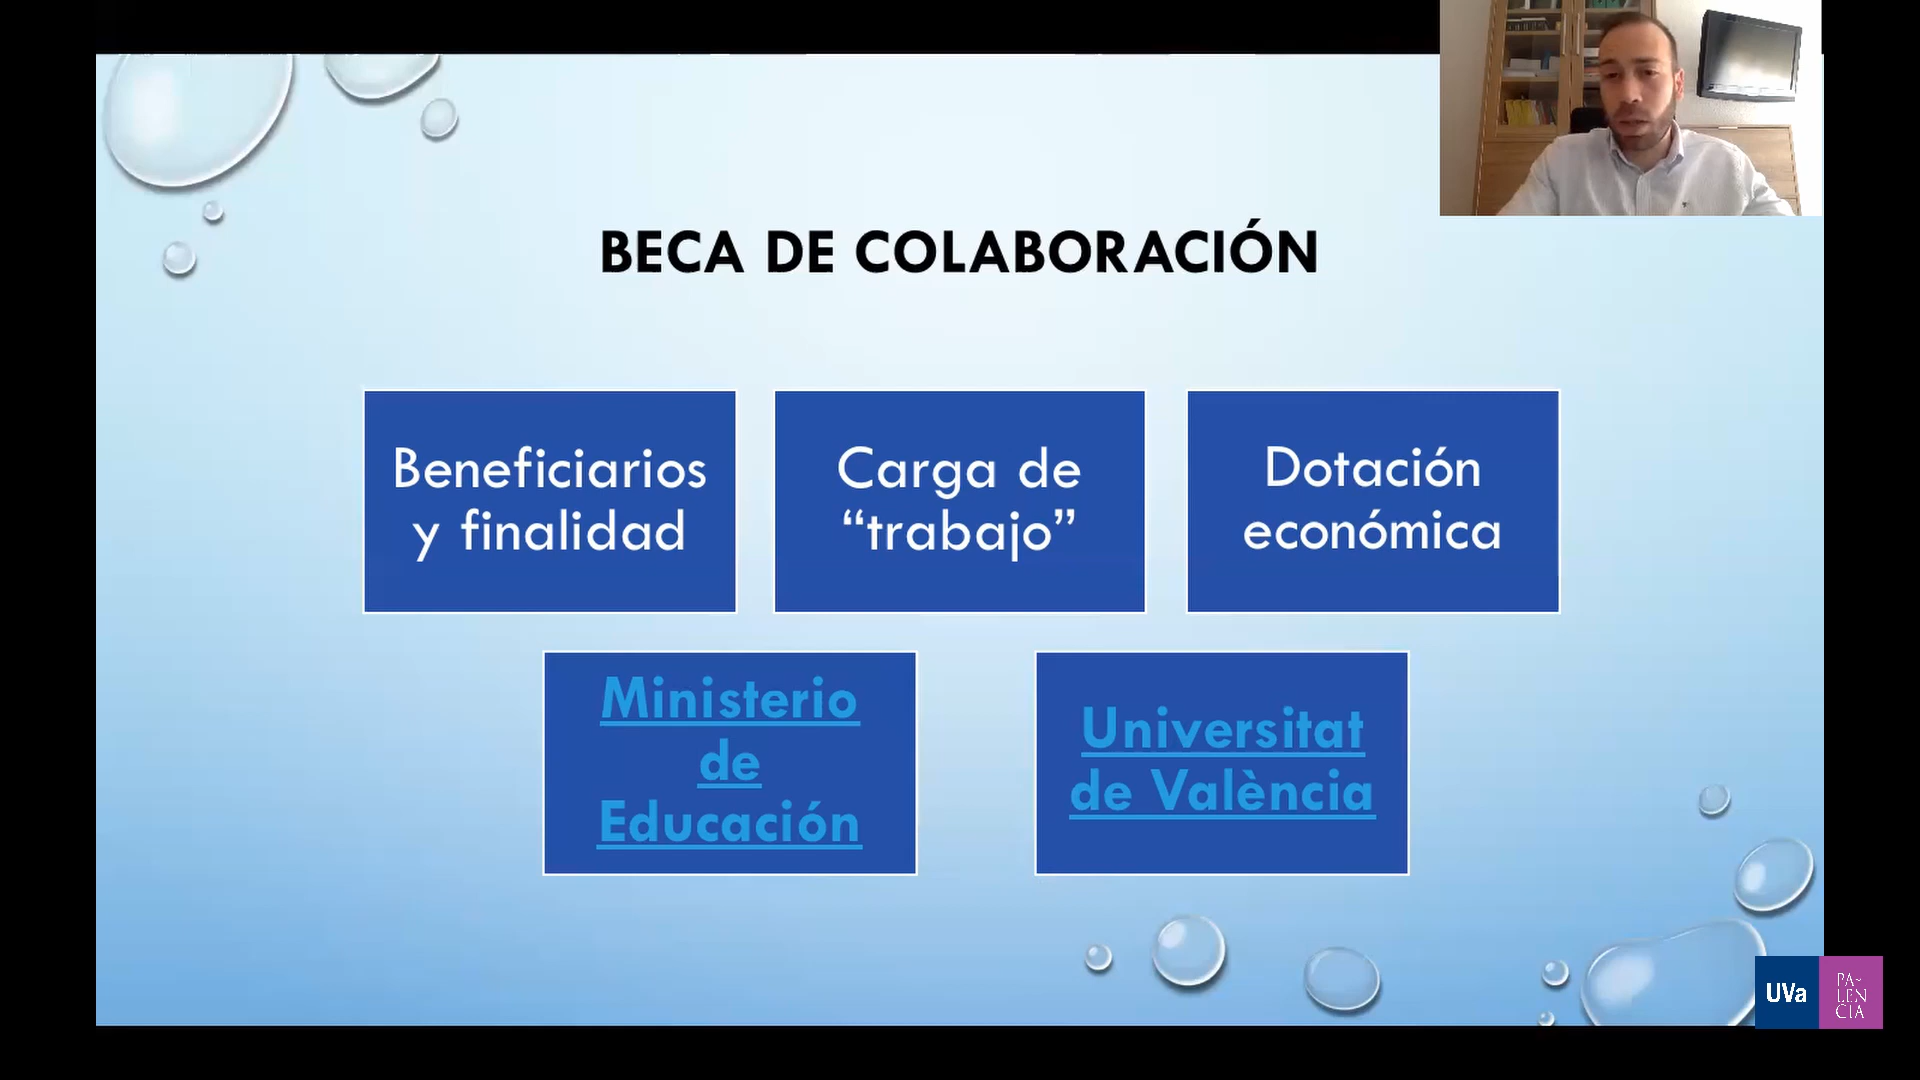 BECA DE COLABORACIÓN
Beneficiarios
y finalidad
Carga de
“trabajo”
Dotación
económica
Ministerio
de
Educación
Universitat
de València
UVa
PA~
LEN
CIA